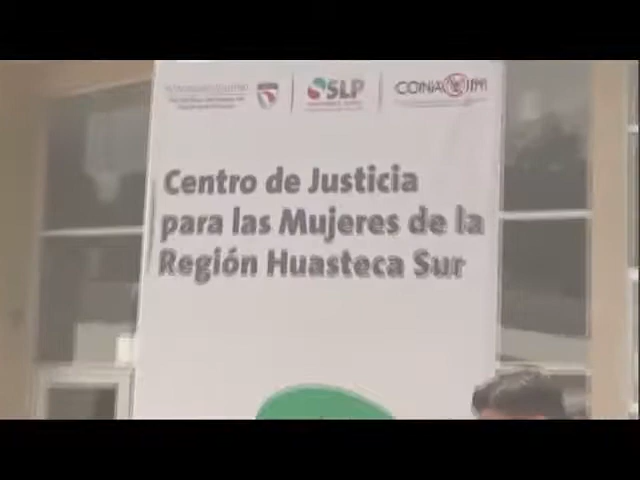 SLP
CONAVIM
Centro de Justicia
para las Mujeres de la
Región Huasteca Sur